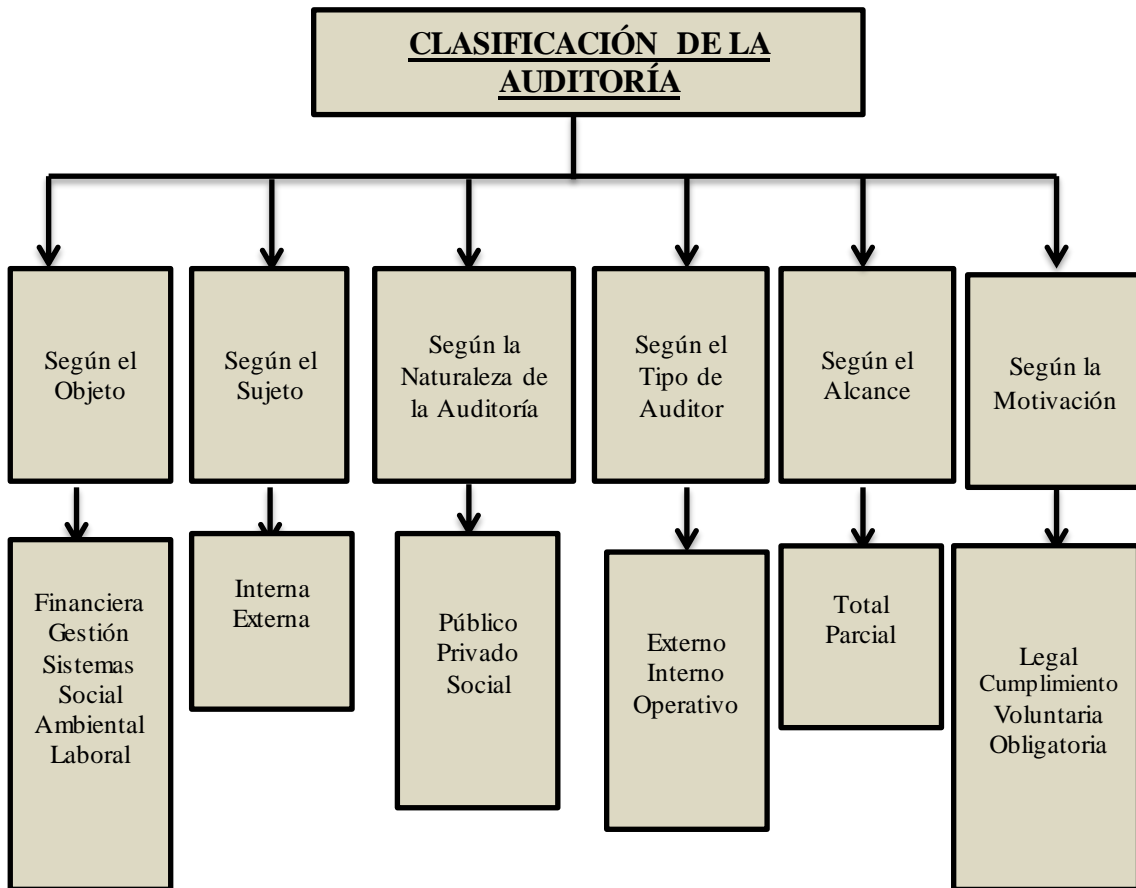 CLASIFICACIÓN DE LA
AUDITORÍA
Según el
Objeto
Según el
Sujeto
Según la
Naturaleza de
la Auditoría
Según el
Tipo de
Auditor
Según el
Alcance
Según la
Motivación
Financiera
Gestión
Sistemas
Social
Ambiental
Laboral
Interna
Externa
Público
Privado
Social
Externo
Interno
Operativo
Total
Parcial
Legal
Cumplimiento
Voluntaria
Obligatoria